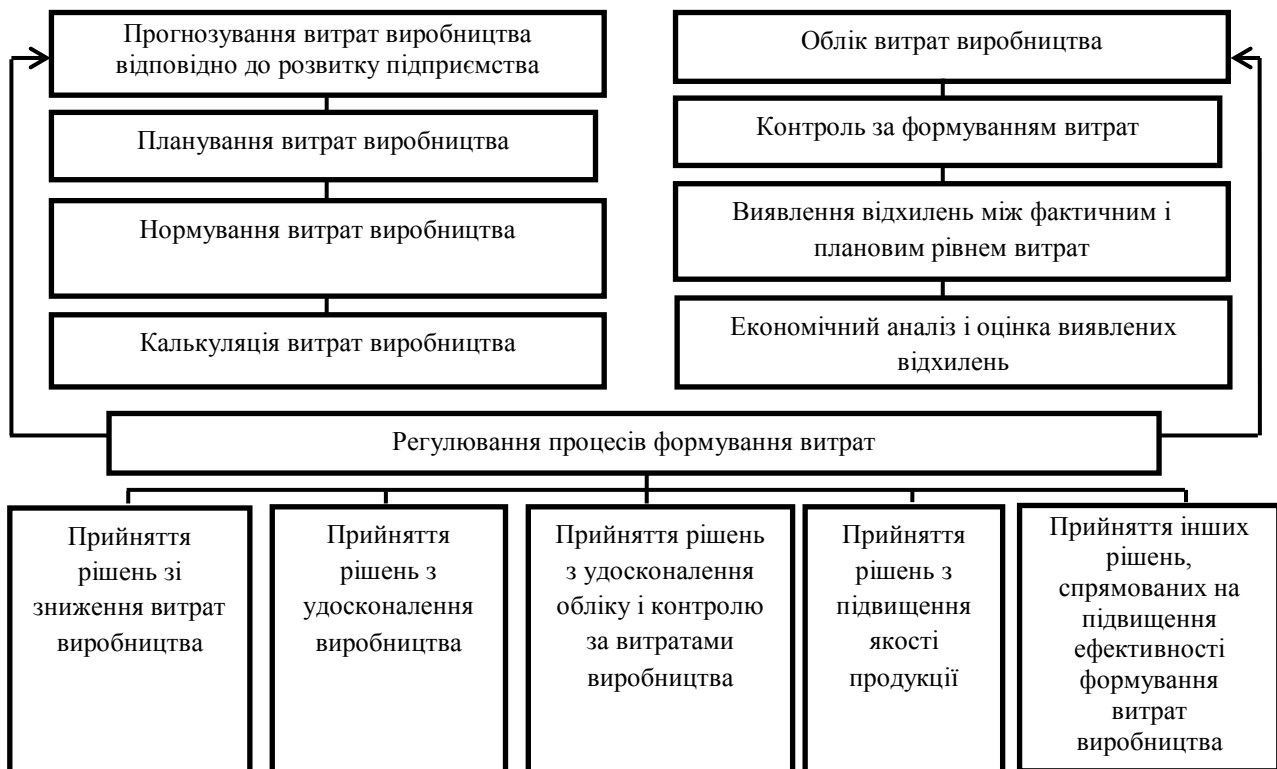 Прогнозування витрат виробництва
відповідно до розвитку підприємства
Планування витрат виробництва
Нормування витрат виробництва
Калькуляція витрат виробництва
Облік витрат виробництва
Контроль за формуванням витрат
Виявлення відхилень між фактичним і
плановим рівнем витрат
Економічний аналіз і оцінка виявлених
відхилень
Регулювання процесів формування витрат
Прийняття
рішень зі
зниження витрат
виробництва
Прийняття
рішень з
удосконалення
виробництва
Прийняття рішень
з удосконалення
обліку і контролю
за витратами
виробництва
Прийняття
рішень з
підвищення
якості
продукції
Прийняття інших
рішень,
спрямованих на
підвищення
ефективності
формування
витрат
виробництва